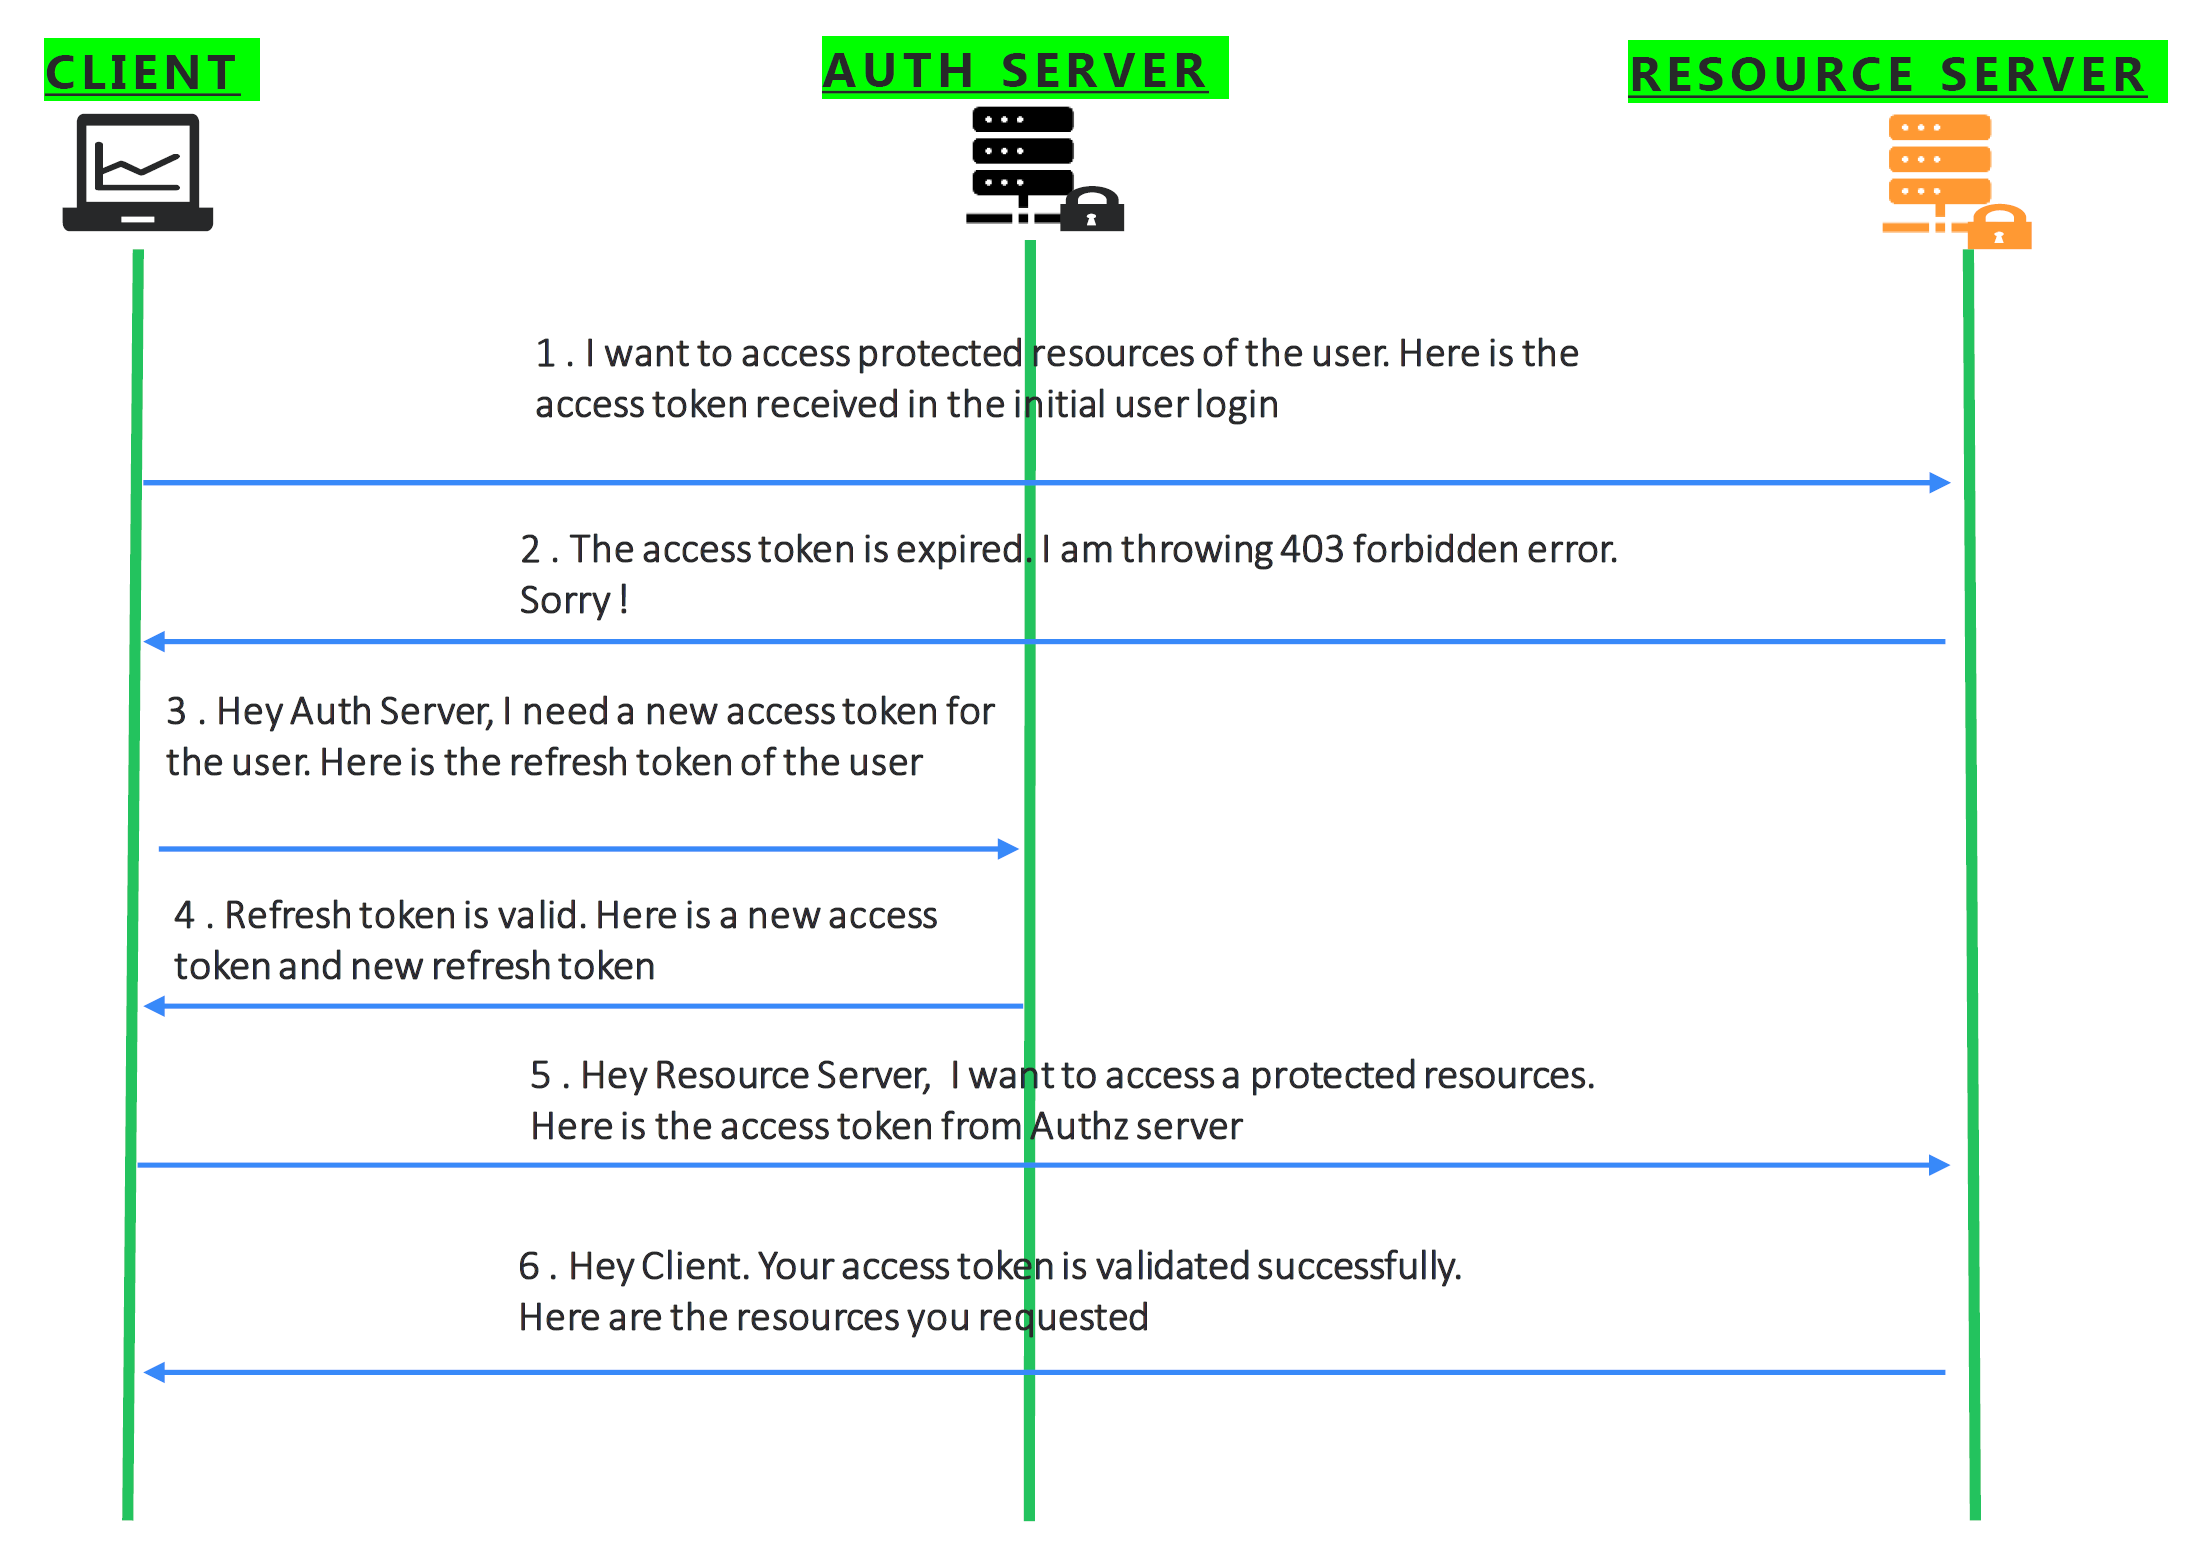 CLIENT
AUTH SERVER
RESOURCE SERVER
1 . I want to access protected resources of the user. Here is the
access token received in the initial user login
2 . The access token is expired. I am throwing 403 forbidden error.
Sorry !
3 . Hey Auth Server, I need a new access token for
the user. Here is the refresh token of the user
4 . Refresh token is valid. Here is a new access
token and new refresh token
5 . Hey Resource Server,  I want to access a protected resources.
Here is the access token from Authz server
6 . Hey Client. Your access token is validated successfully.
Here are the resources you requested